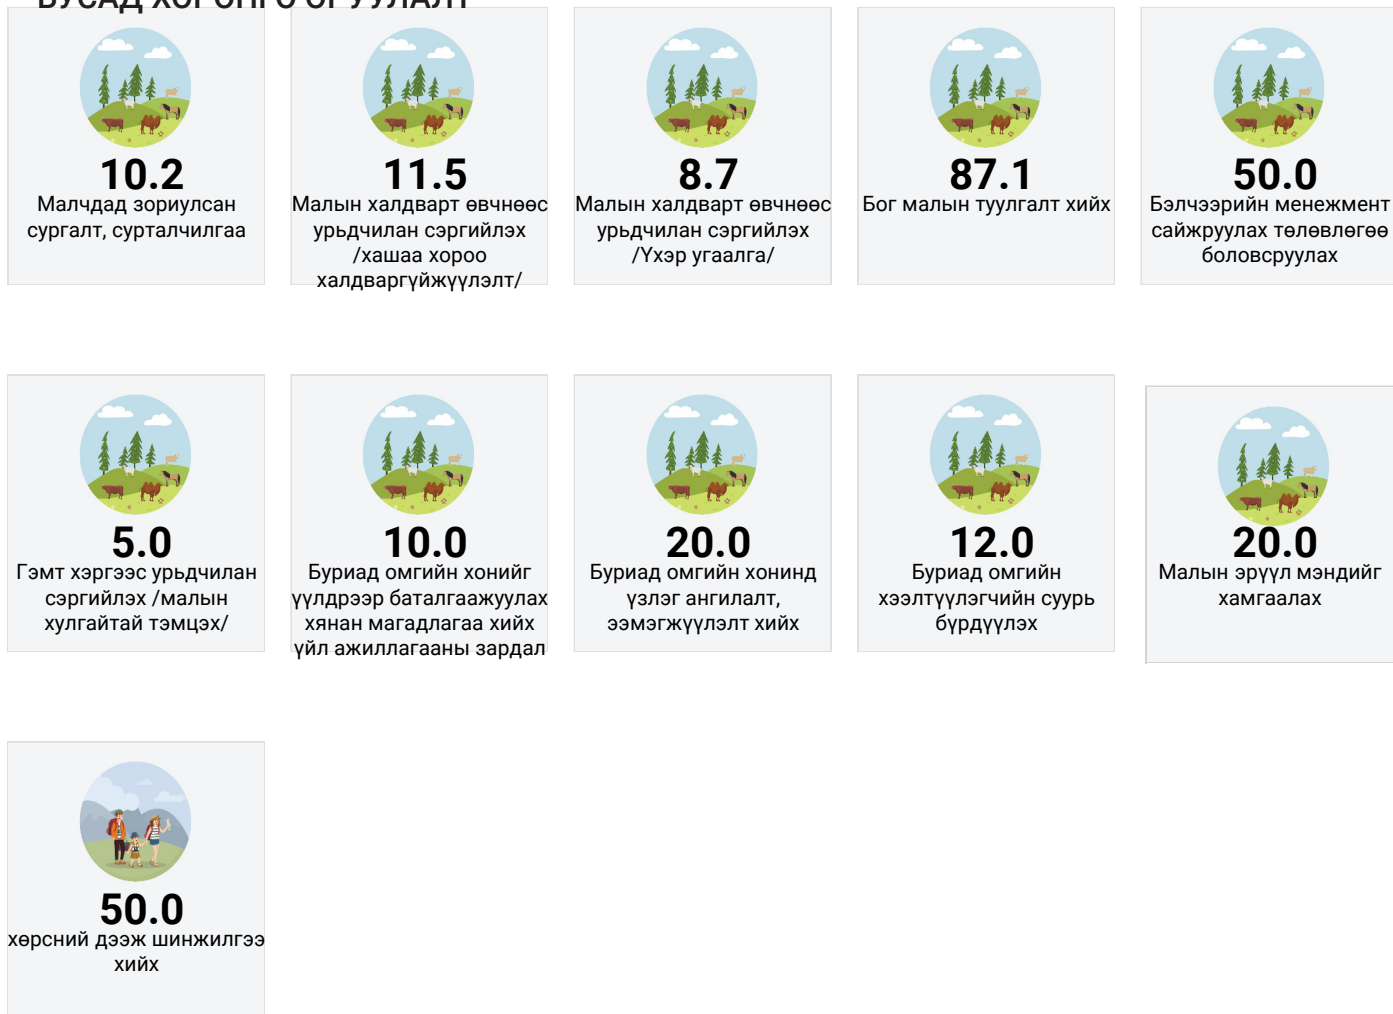 БУСАД ХӨРӨНГӨ ОРУУЛАЛТ
10.2
Малчдад зориулсан
сургалт, сурталчилгаа
11.5
Малын халдварт өвчнөөс
урьдчилан сэргийлэх
/хашаа хороо
халдваргүйжүүлэлт/
8.7
Малын халдварт өвчнөөс
урьдчилан сэргийлэх
/Үхэр угаалга/
87.1
Бог малын туулгалт хийх
50.0
Бэлчээрийн менежмент
сайжруулах төлөвлөгөө
боловсруулах
5.0
Гэмт хэргээс урьдчилан
сэргийлэх /малын
хулгайтай тэмцэх/
10.0
Буриад омгийн хонийг
үүлдрээр баталгаажуулах
хянан магадлагаа хийх
үйл ажиллагааны зардал
20.0
Буриад омгийн хонинд
үзлэг ангилалт,
ээмэгжүүлэлт хийх
12.0
Буриад омгийн
хээлтүүлэгчийн суурь
бүрдүүлэх
20.0
Малын эрүүл мэндийг
хамгаалах
50.0
хөрсний дээж шинжилгээ
хийх